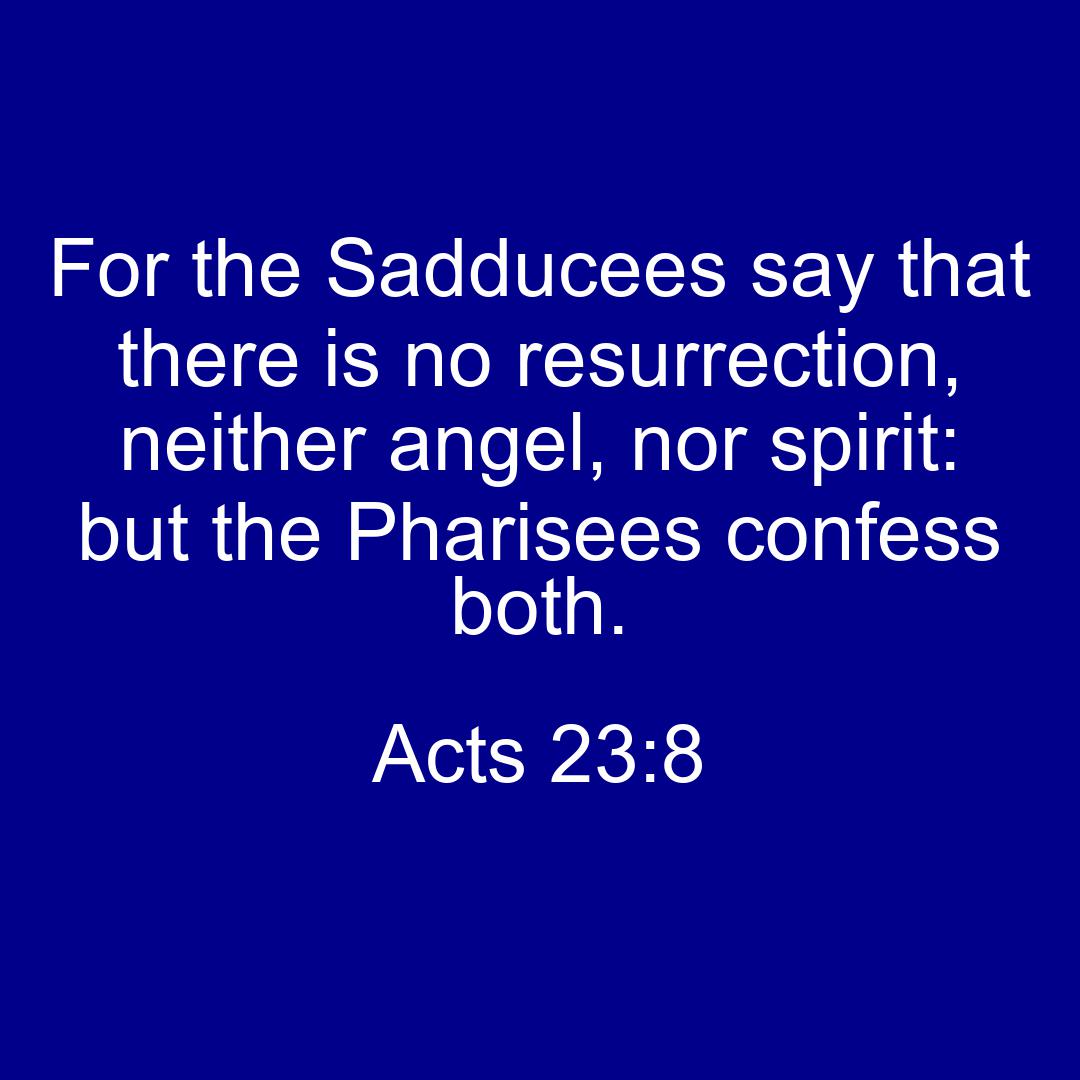 For the Sadducees say that
there is no resurrection,
neither angel, nor spirit:
but the Pharisees confess
both.
Acts 23:8